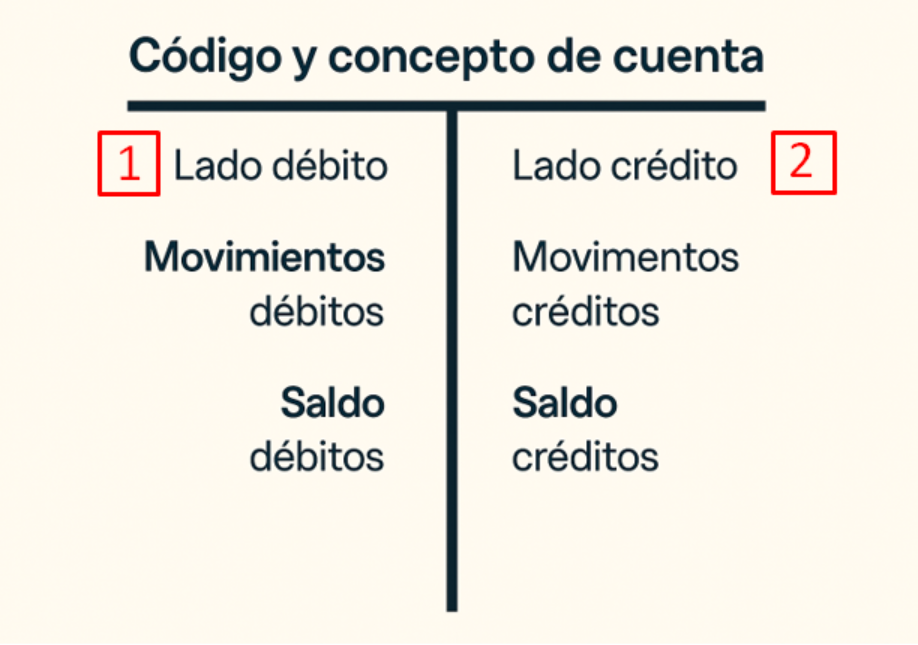 Código y concepto de cuenta
1 Lado débito
Lado crédito 2
Movimientos
débitos
Movimentos
créditos
Saldo
débitos
Saldo
créditos